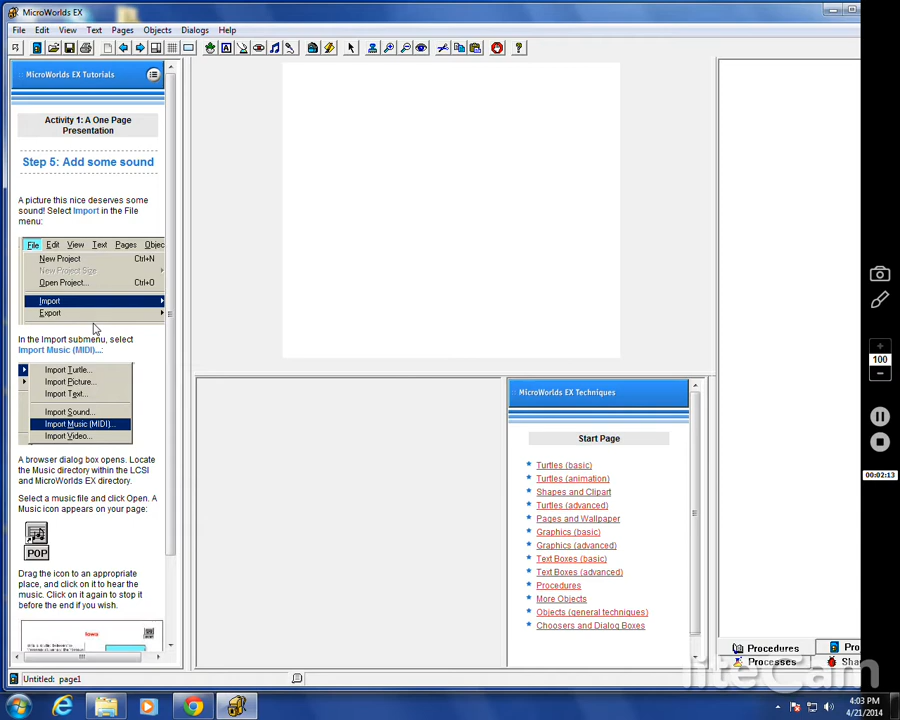 MicroWorlds EX
File Edit View Text Pages Objects Dialogs Help
MicroWorlds EX Tutorials
Activity 1: A One Page
Presentation
Step 5: Add some sound
A picture this nice deserves some
sound! Select Import in the File
menu:
File Edit View Text Pages Objec
New Project Ctrl+N
New Project Size
Open Project... Ctrl+O
Import
Export
In the Import submenu, select
Import Music (MIDI)...:
Import Turtle...
Import Picture...
Import Text...
Import Sound...
Import Music (MIDI)...
Import Video...
A browser dialog box opens. Locate
the Music directory within the LCSI
and MicroWorlds EX directory.
Select a music file and click Open. A
Music icon appears on your page:
POP
Drag the icon to an appropriate
place, and click on it to hear the
music. Click on it again to stop it
before the end if you wish.
Iowa
MicroWorlds EX Techniques
Start Page
Turtles (basic)
Turtles (animation)
Shapes and Clipart
Turtles (advanced)
Pages and Wallpaper
Graphics (basic)
Graphics (advanced)
Text Boxes (basic)
Text Boxes (advanced)
Procedures
More Objects
Objects (general techniques)
Choosers and Dialog Boxes
Procedures Pro
Processes Sha
Untitled: page1
100
00:02:13
liteCam
4:03 PM
4/21/2014